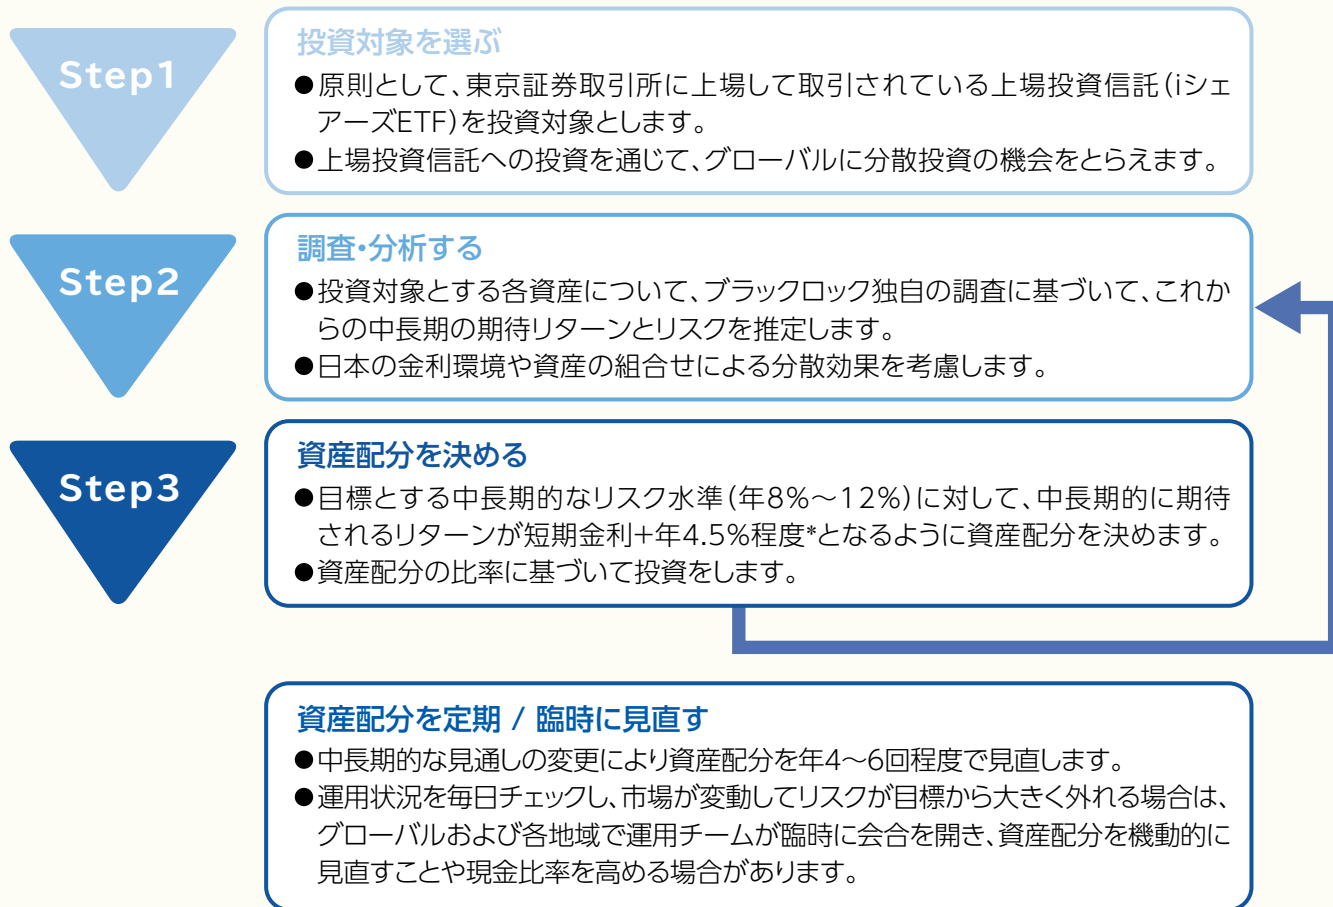 Step1
投資対象を選ぶ
●原則として、東京証券取引所に上場して取引されている上場投資信託(iシェ
アーズETF)を投資対象とします。
●上場投資信託への投資を通じて、グローバルに分散投資の機会をとらえます。
Step2
調査・分析する
●投資対象とする各資産について、ブラックロック独自の調査に基づいて、これか
らの中長期の期待リターンとリスクを推定します。
●日本の金利環境や資産の組合せによる分散効果を考慮します。
Step3
資産配分を決める
●目標とする中長期的なリスク水準(年8%～12%)に対して、中長期的に期待
されるリターンが短期金利+年4.5%程度*となるように資産配分を決めます。
●資産配分の比率に基づいて投資をします。
資産配分を定期 / 臨時に見直す
●中長期的な見通しの変更により資産配分を年4～6回程度で見直します。
●運用状況を毎日チェックし、市場が変動してリスクが目標から大きく外れる場合は、
グローバルおよび各地域で運用チームが臨時に会合を開き、資産配分を機動的に
見直すことや現金比率を高める場合があります。